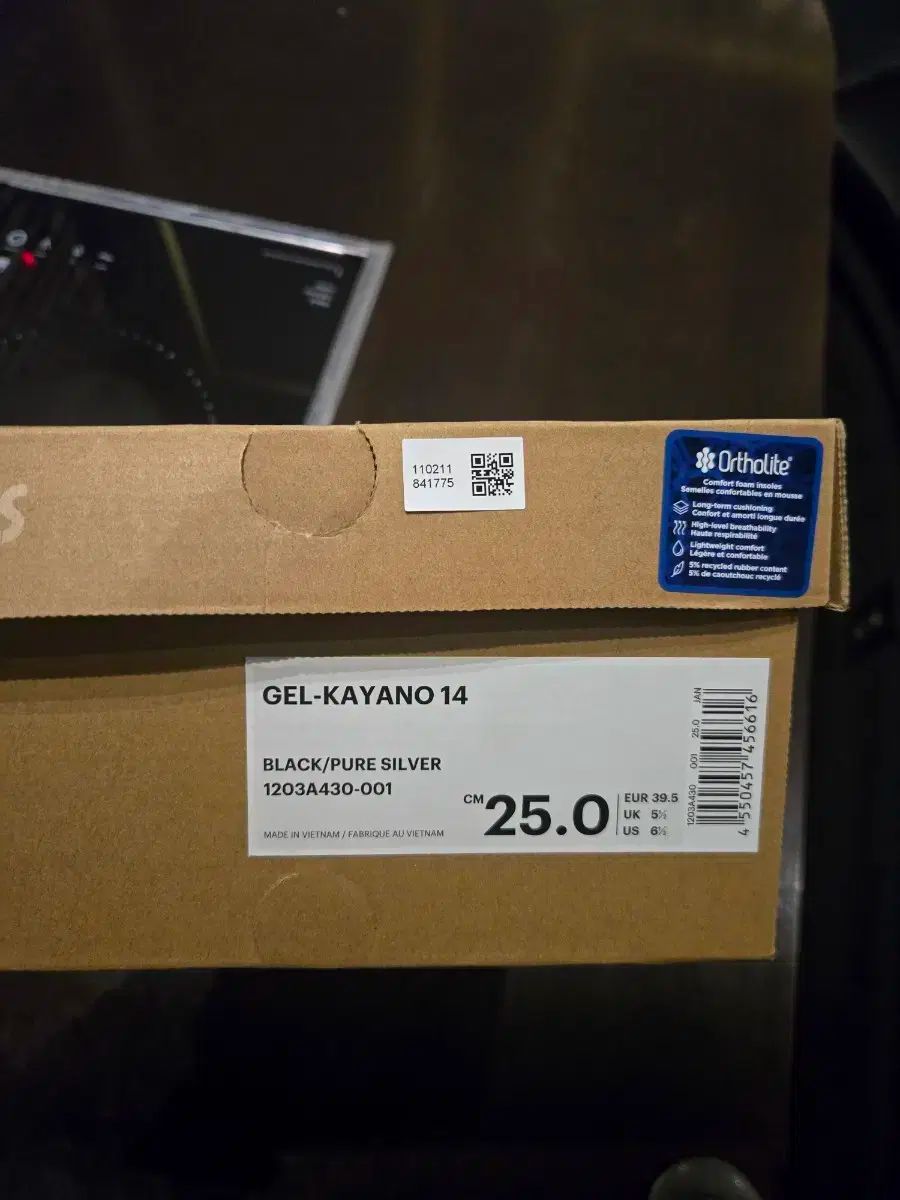 S
110211
841775
Ortholite®
Comfort foam insoles
Semelles confortables en mousse
Long-term cushioning
Confort et amorti longue durée
High-level breathability
Haute respirabilité
Lightweight comfort
Légère et confortable
5% recycled rubber content
5% de caoutchouc recyclé
GEL-KAYANO 14
BLACK/PURE SILVER
1203A430-001
MADE IN VIETNAM / FABRIQUE AU VIETNAM
CM 25.0
EUR 39.5
UK 5½
US 6½
1203A430 001 25.0 JAN
4 550457 456616